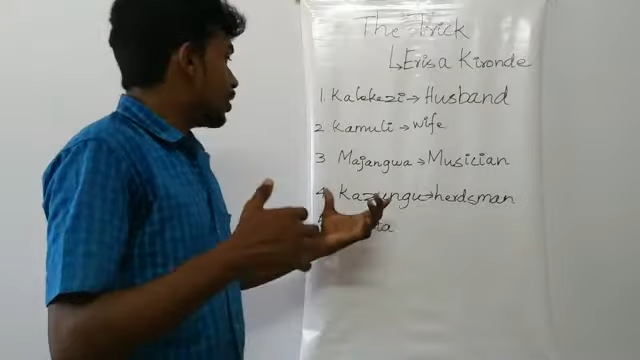 The Trick
↳Erisa Kironde
1. Kalekezi → Husband
2 Kamuli → wife
3 Majangwa → Musician
4 Kazungu → herdsman